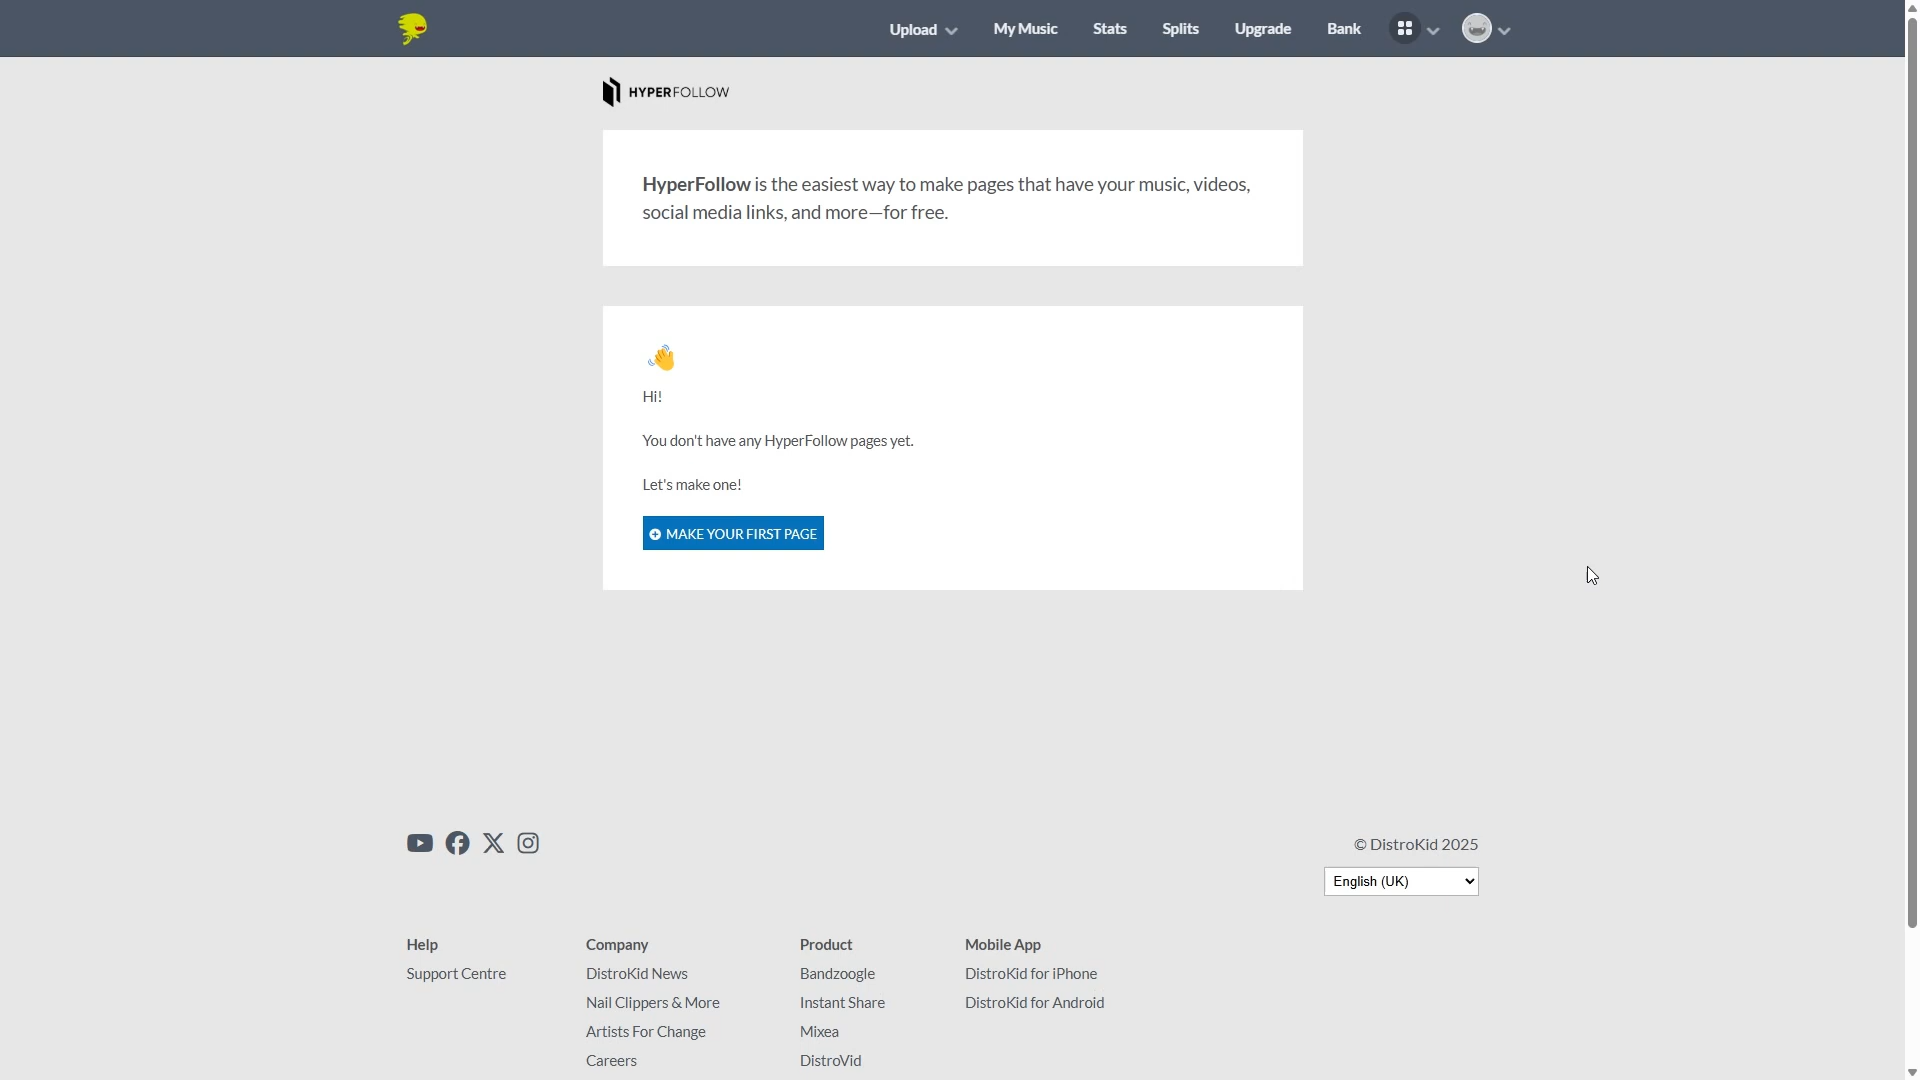 Upload
My Music
Stats
Splits
Upgrade
Bank
HYPERFOLLOW
HyperFollow is the easiest way to make pages that have your music, videos,
social media links, and more—for free.
Hi!
You don't have any HyperFollow pages yet.
Let's make one!
MAKE YOUR FIRST PAGE
© DistroKid 2025
English (UK)
Help
Support Centre
Company
DistroKid News
Nail Clippers & More
Artists For Change
Careers
Product
Bandzoogle
Instant Share
Mixea
DistroVid
Mobile App
DistroKid for iPhone
DistroKid for Android